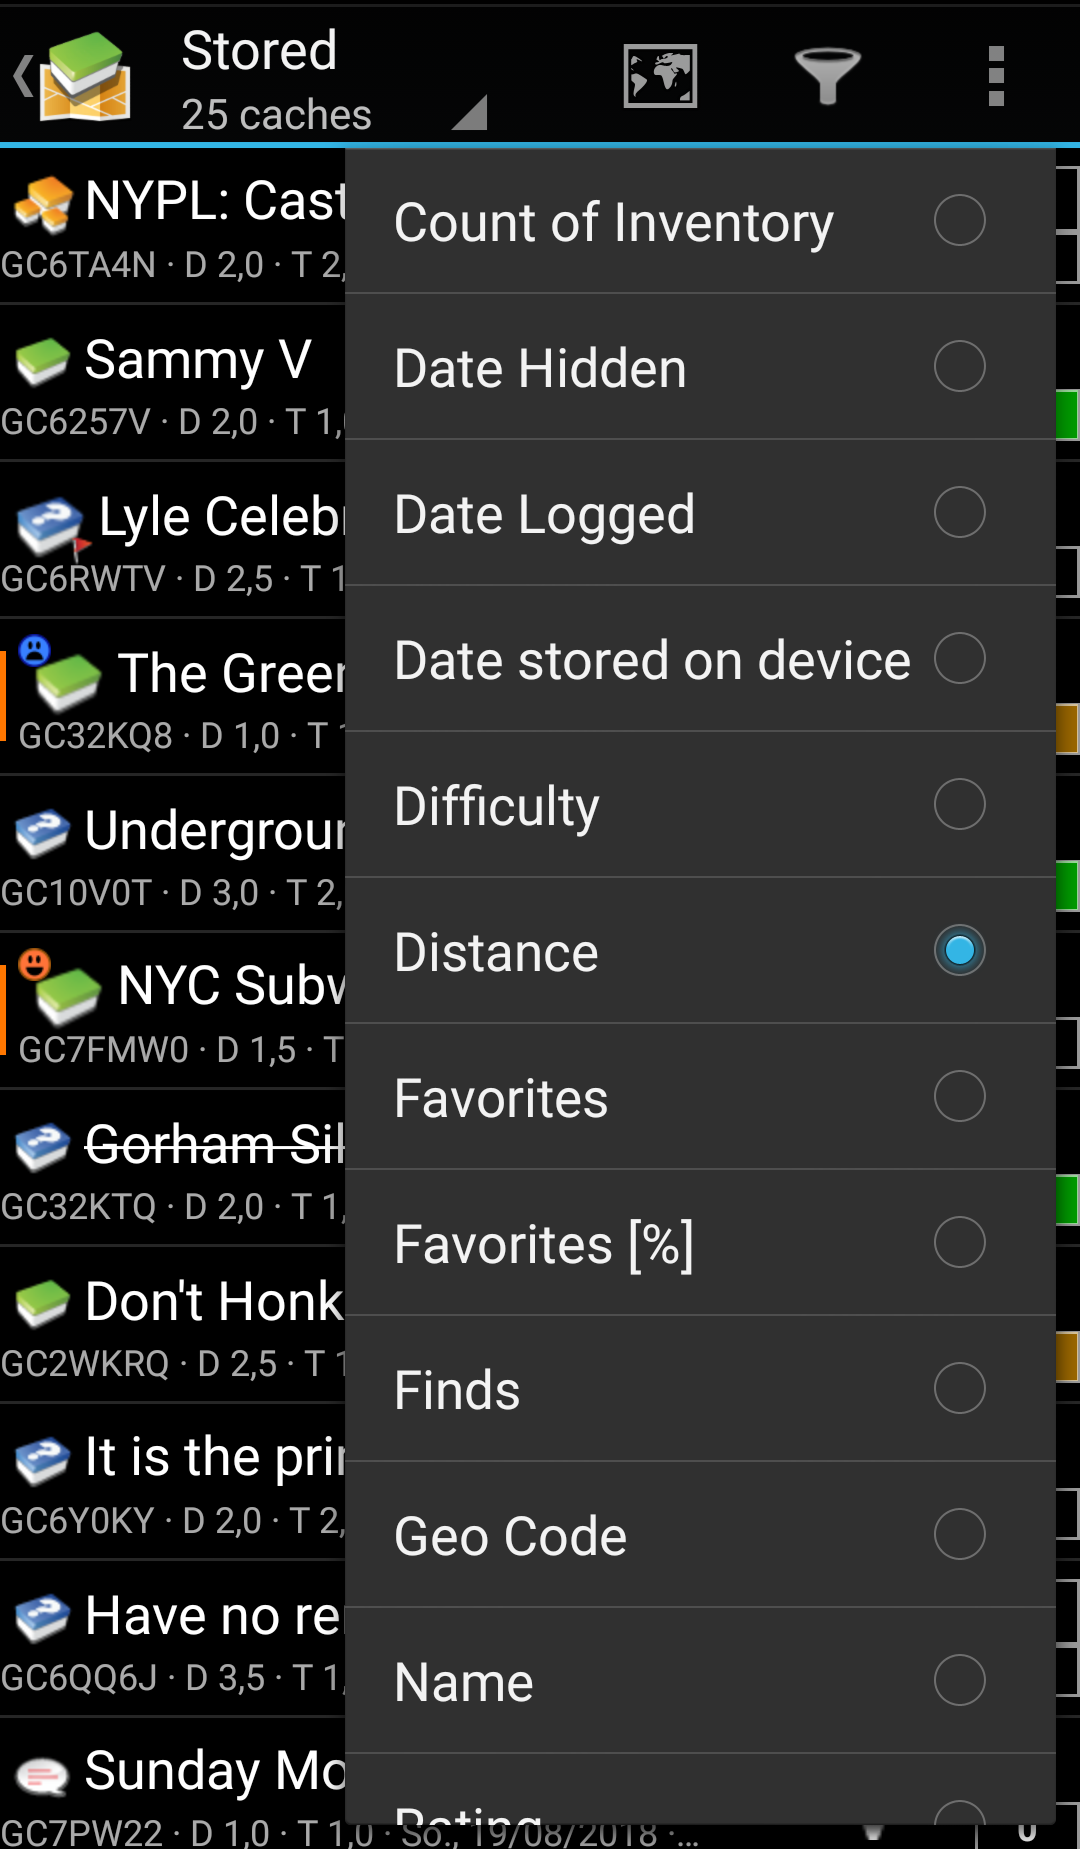 Stored
25 caches
NYPL: Cast
GC6TA4N · D 2,0 · T 2,
Sammy V
GC6257V · D 2,0 · T 1,
Lyle Celeb
GC6RWTV · D 2,5 · T 1
The Green
GC32KQ8 · D 1,0 · T
Undergroun
GC10V0T · D 3,0 · T 2,
NYC Subw
GC7FMW0 · D 1,5 · T
Gorham Sil
GC32KTQ · D 2,0 · T 1,
Don't Honk
GC2WKRQ · D 2,5 · T 1
It is the pri
GC6Y0KY · D 2,0 · T 2,
Have no re
GC6QQ6J · D 3,5 · T 1,
Sunday Mo
GC7PW22 · D 1,0 · T 1,0 · So., 19/08/2018 ·...
0
Count of Inventory
Date Hidden
Date Logged
Date stored on device
Difficulty
Distance
Favorites
Favorites [%]
Finds
Geo Code
Name
Rating